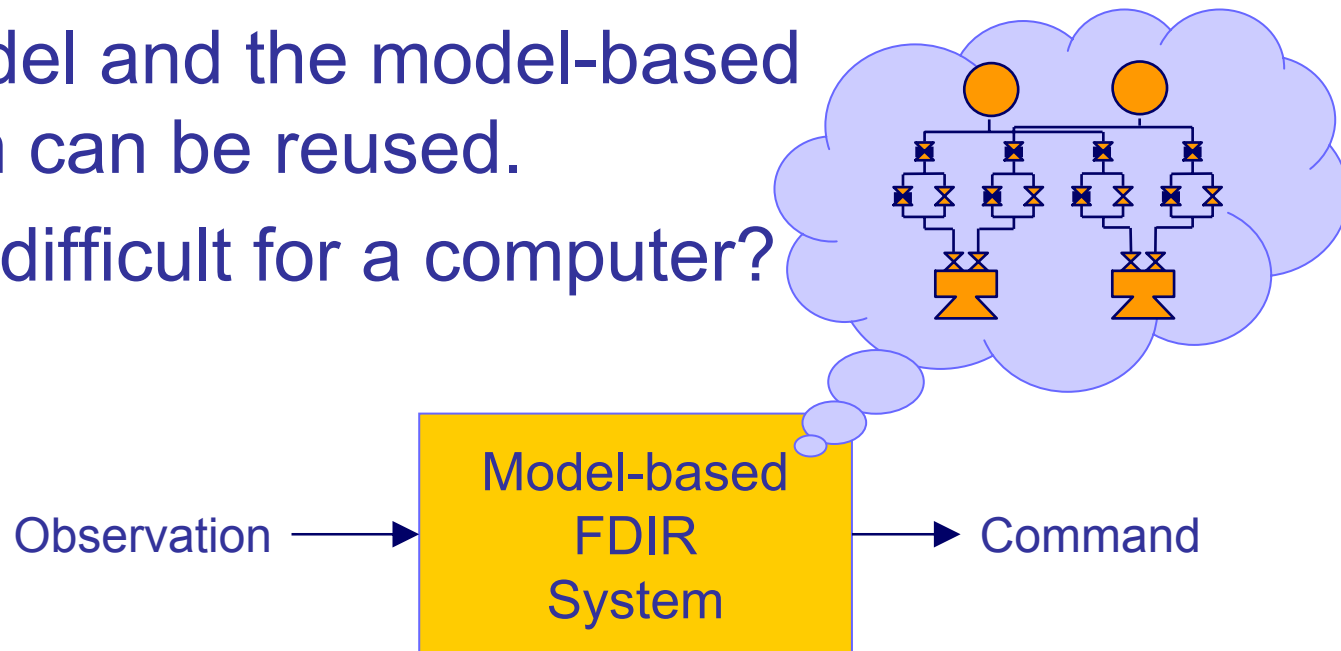 del and the model-based
can be reused.
difficult for a computer?
Model-based
Observation FDIR Command
System